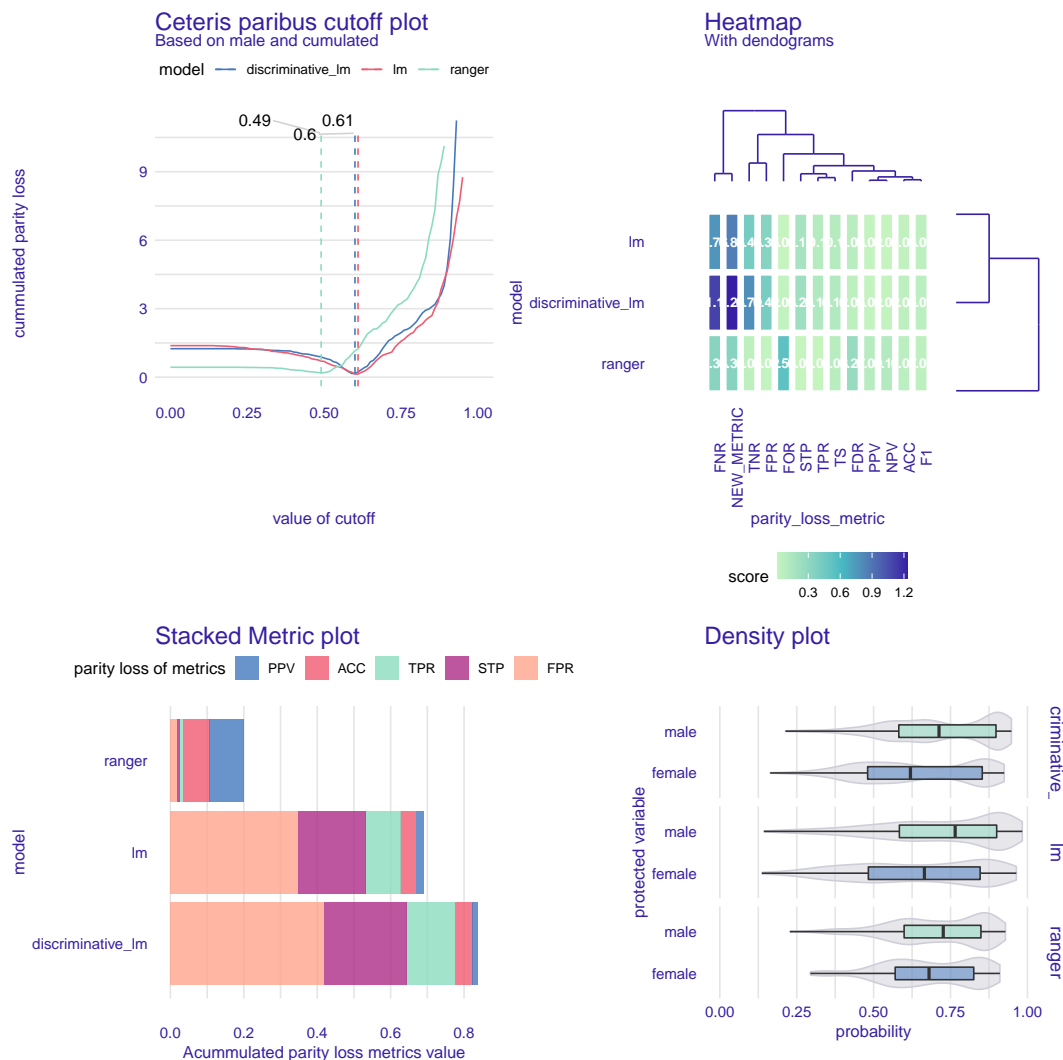 Ceteris paribus cutoff plot
Based on male and cumulated
model discriminative_lm lm ranger
0.49 0.61
0.6
cummulated parity loss
9
6
3
0
0.00 0.25 0.50 0.75 1.00
value of cutoff
Heatmap
With dendograms
model
lm
discriminative_lm
ranger
FNR NEW_METRIC TNR FPR FOR STP TPR TS FDR PPV NPV ACC F1
parity_loss_metric
score
0.3 0.6 0.9 1.2
Stacked Metric plot
parity loss of metrics PPV ACC TPR STP FPR
model
ranger
lm
discriminative_lm
0.0 0.2 0.4 0.6 0.8
Acummulated parity loss metrics value
Density plot
protected variable
male
female
criminative_
male
female
lm
male
female
ranger
0.00 0.25 0.50 0.75 1.00
probability